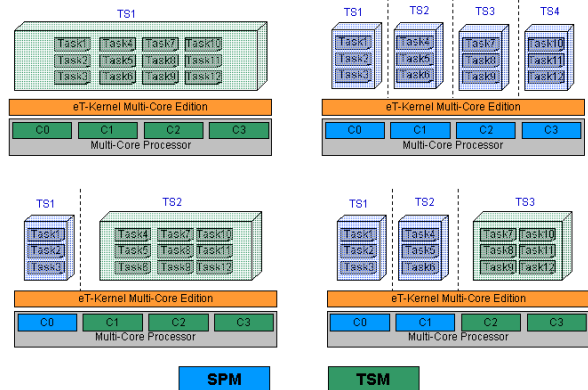 TS1
Task1 Task4 Task7 Task10
Task2 Task5 Task8 Task11
Task3 Task6 Task9 Task12
eT-Kernel Multi-Core Edition
C0 C1 C2 C3
Multi-Core Processor
TS1 TS2 TS3 TS4
Task1 Task4 Task7 Task10
Task2 Task5 Task8 Task11
Task3 Task6 Task9 Task12
eT-Kernel Multi-Core Edition
C0 C1 C2 C3
Multi-Core Processor
TS1 TS2
Task1 Task4 Task7 Task10
Task2 Task5 Task8 Task11
Task3 Task6 Task9 Task12
eT-Kernel Multi-Core Edition
C0 C1 C2 C3
Multi-Core Processor
TS1 TS2 TS3
Task1 Task4 Task7 Task10
Task2 Task5 Task8 Task11
Task3 Task6 Task9 Task12
eT-Kernel Multi-Core Edition
C0 C1 C2 C3
Multi-Core Processor
SPM TSM